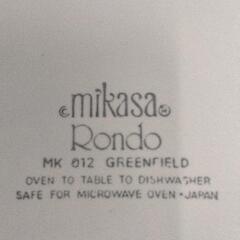 ©mikasa®
Rondo
MK 012 GREENFIELD
OVEN TO TABLE TO DISHWASHER
SAFE FOR MICROWAVE OVEN·JAPAN